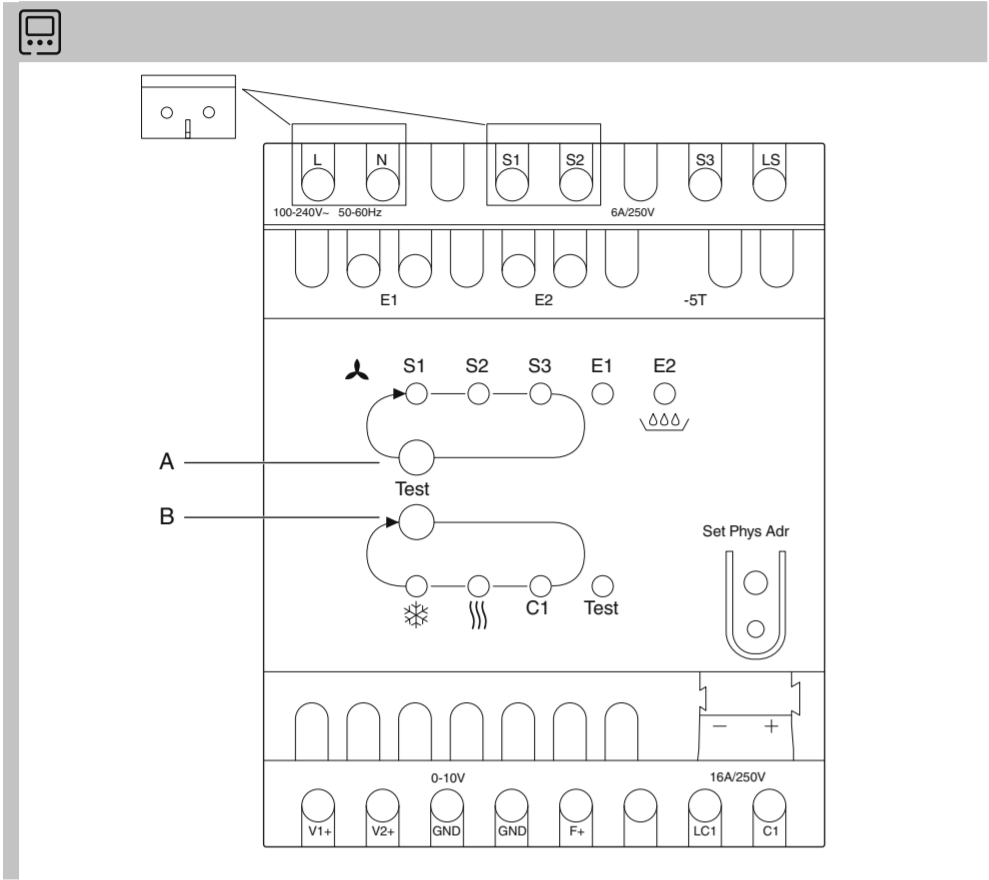 L N S1 S2 S3 LS
100-240V~ 50-60Hz 6A/250V
E1 E2 -5T
S1 S2 S3 E1 E2
A
Test
B
Set Phys Adr
C1 Test
− +
0-10V 16A/250V
V1+ V2+ GND GND F+ LC1 C1